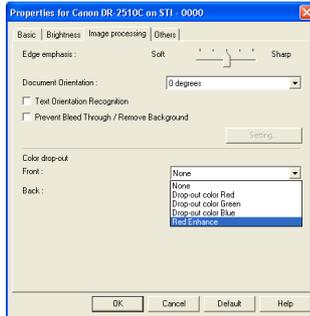 Properties for Canon DR-2510C on STI - 0000
Basic Brightness Image processing Others
Edge emphasis : Soft Sharp
Document Orientation : 0 degrees
Text Orientation Recognition
Prevent Bleed Through / Remove Background
Setting...
Color drop-out
Front : None
None
Back : Drop-out color Red
Drop-out color Green
Drop-out color Blue
Red Enhance
OK Cancel Default Help